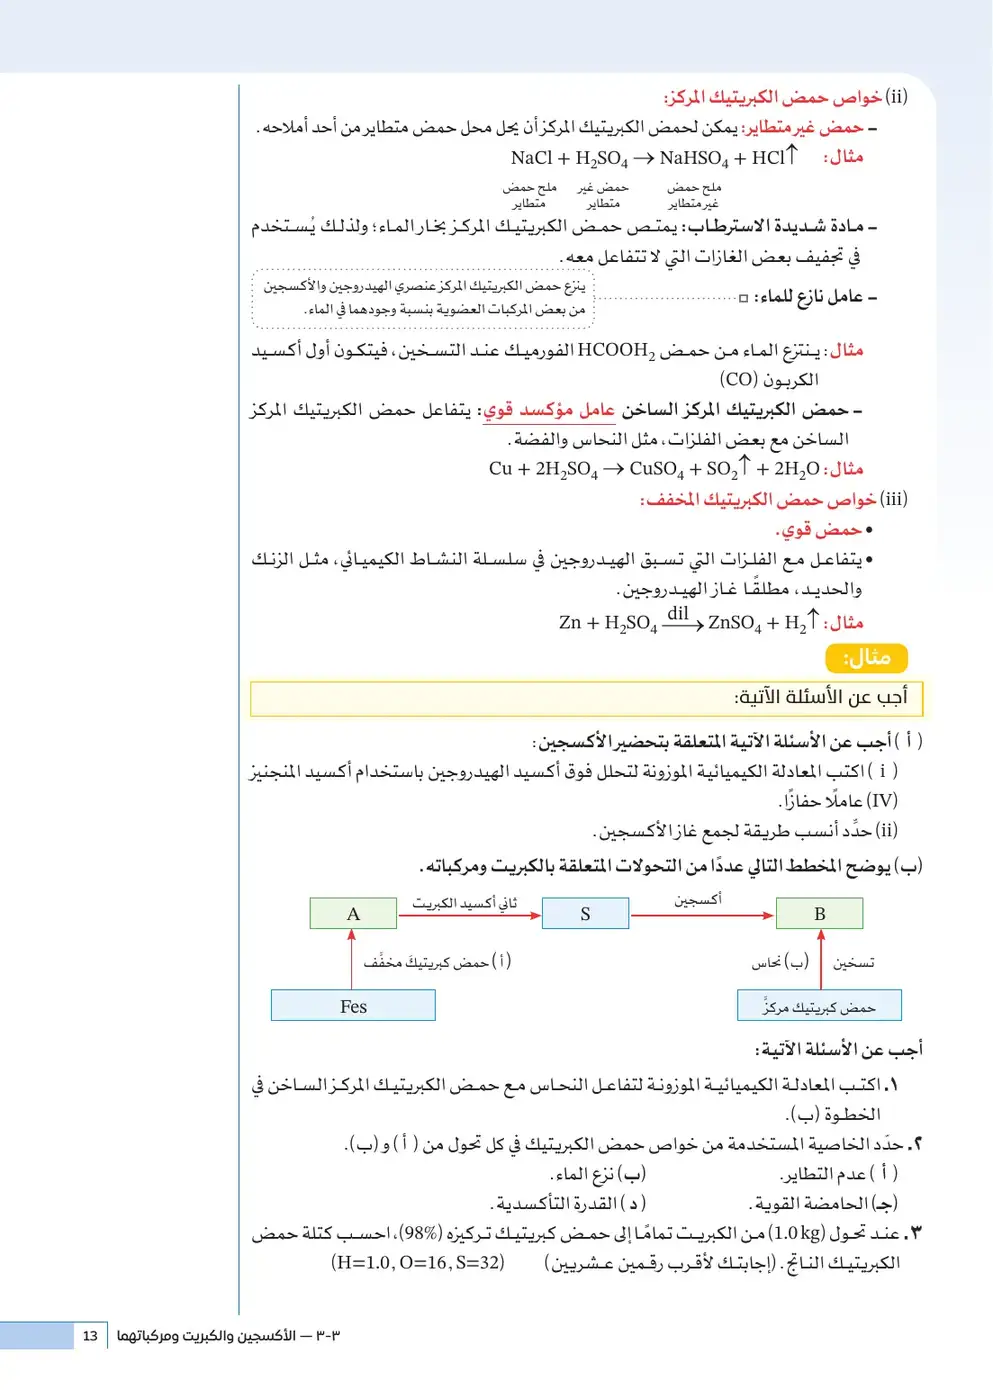 (ii) خواص حمض الكبريتيك المركز:
– حمض غير متطاير: يمكن لحمض الكبريتيك المركز أن يحل محل حمض متطاير من أحد أملاحه.
مثال: NaCl + H₂SO₄ → NaHSO₄ + HCl↑
ملح حمض متطاير
حمض غير متطاير
ملح حمض غير متطاير
– مادة شديدة الاسترطاب: يمتص حمض الكبريتيك المركز بخار الماء؛ ولذلك يُستخدم
في تجفيف بعض الغازات التي لا تتفاعل معه.
– عامل نازع للماء:
ينزع حمض الكبريتيك المركز عنصري الهيدروجين والأكسجين
من بعض المركبات العضوية بنسبة وجودهما في الماء.
مثال: ينتزع الماء من حمض HCOOH₂ الفورميك عند التسخين، فيتكون أول أكسيد
الكربون (CO)
– حمض الكبريتيك المركز الساخن عامل مؤكسد قوي: يتفاعل حمض الكبريتيك المركز
الساخن مع بعض الفلزات، مثل النحاس والفضة.
مثال: Cu + 2H₂SO₄ → CuSO₄ + SO₂↑ + 2H₂O
(iii) خواص حمض الكبريتيك المخفف:
• حمض قوي.
• يتفاعل مع الفلزات التي تسبق الهيدروجين في سلسلة النشاط الكيميائي، مثل الزنك
والحديد، مطلقًا غاز الهيدروجين.
مثال: Zn + H₂SO₄ dil → ZnSO₄ + H₂↑
مثال:
أجب عن الأسئلة الآتية:
(أ) أجب عن الأسئلة الآتية المتعلقة بتحضير الأكسجين:
(i) اكتب المعادلة الكيميائية الموزونة لتحلل فوق أكسيد الهيدروجين باستخدام أكسيد المنجنيز
(IV) عاملًا حفازًا.
(ii) حدِّد أنسب طريقة لجمع غاز الأكسجين.
(ب) يوضح المخطط التالي عددًا من التحولات المتعلقة بالكبريت ومركباته.
A
ثاني أكسيد الكبريت
S
أكسجين
B
(أ) حمض كبريتيك مخفَّف
(ب) نحاس
تسخين
Fes
حمض كبريتيك مركزَّ
أجب عن الأسئلة الآتية:
١. اكتب المعادلة الكيميائية الموزونة لتفاعل النحاس مع حمض الكبريتيك المركز الساخن في
الخطوة (ب).
٢. حدّد الخاصية المستخدمة من خواص حمض الكبريتيك في كل تحول من (أ) و(ب).
(أ) عدم التطاير. (ب) نزع الماء.
(جـ) الحامضة القوية. (د) القدرة التأكسدية.
٣. عند تحول (1.0 kg) من الكبريت تمامًا إلى حمض كبريتيك تركيزه (98%)، احسب كتلة حمض
الكبريتيك الناتج. (إجابتك لأقرب رقمين عشريين) (H=1.0, O=16, S=32)
٣-٣ — الأكسجين والكبريت ومركباتهما 13